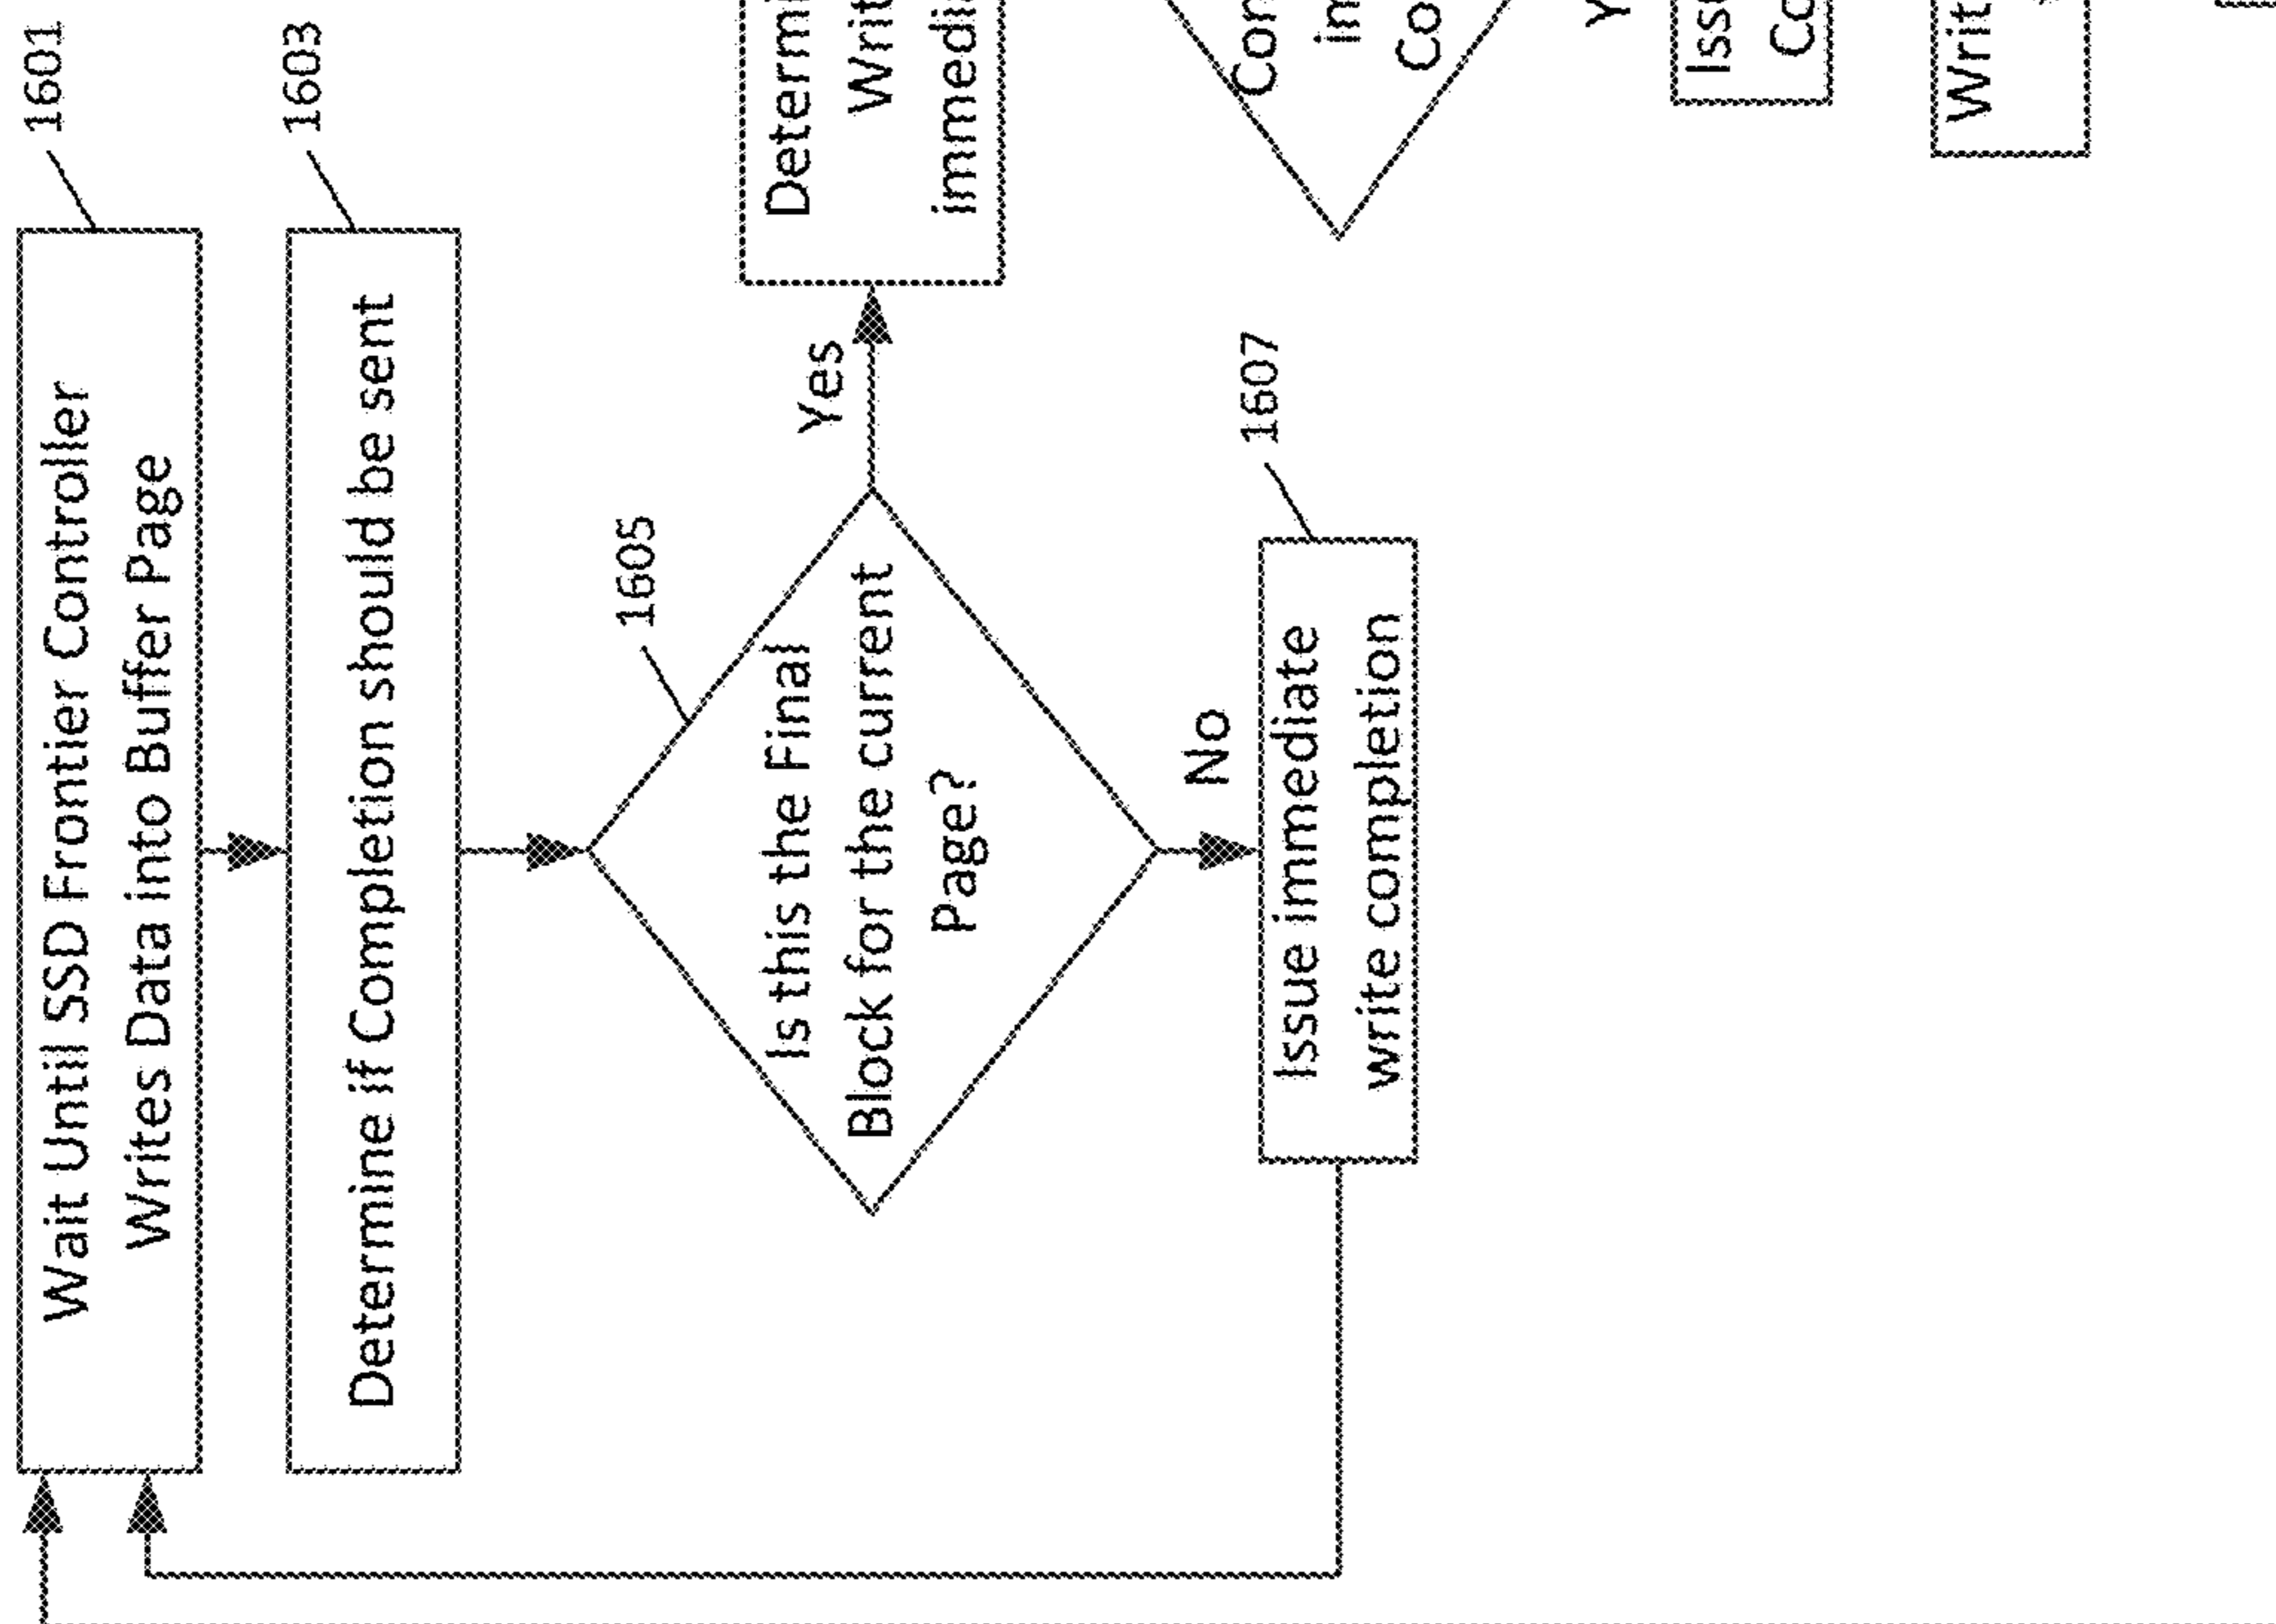 1601
Wait Until SSD Frontier Controller
Writes Data into Buffer Page
1603
Determine if Completion should be sent
1605
Is this the Final
Block for the current
Page?
Yes
No
1607
Issue immediate
write completion